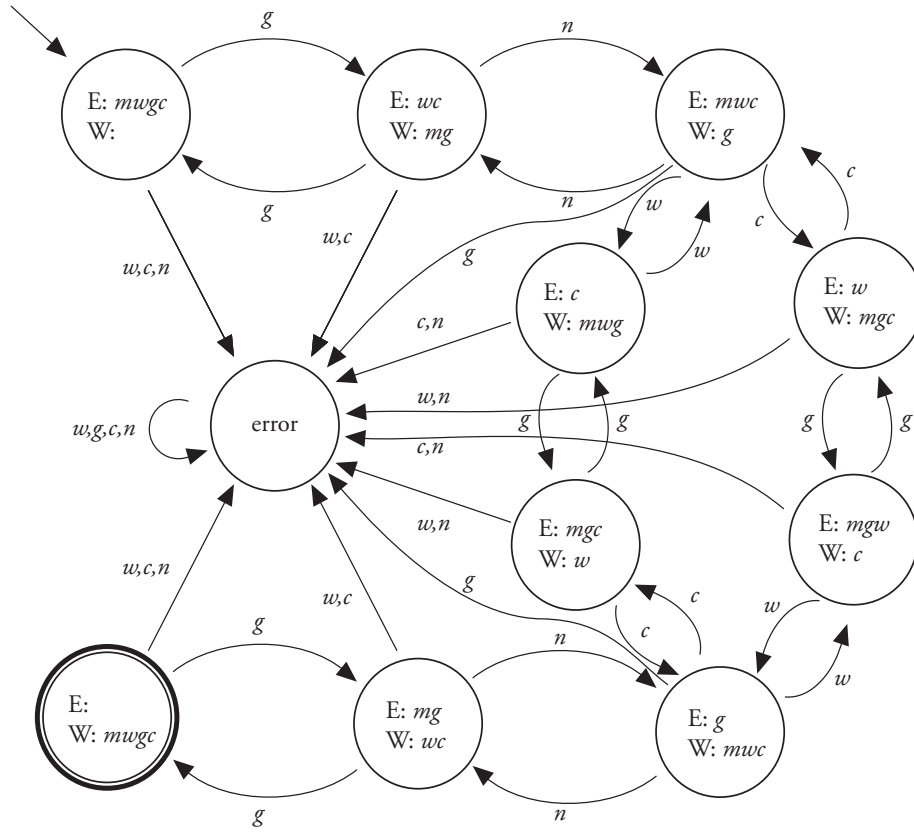 g
n
E: mwgc
W:
E: wc
W: mg
E: mwc
W: g
g
n
w
c
c
w,c
g
w
w,c,n
E: c
W: mwg
E: w
W: mgc
c,n
w,n
w,g,c,n
error
g
g
g
g
c,n
E: mgc
W: w
E: mgw
W: c
w,n
w,c,n
w,c
g
c
w
g
n
c
w
E:
W: mwgc
E: mg
W: wc
E: g
W: mwc
g
n